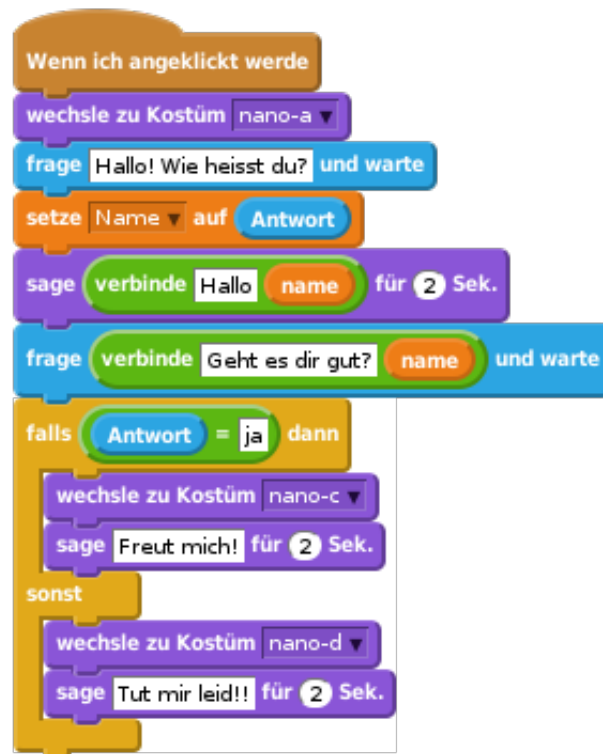 Wenn ich angeklickt werde
wechsle zu Kostüm nano-a
frage Hallo! Wie heisst du? und warte
setze Name auf Antwort
sage verbinde Hallo name für 2 Sek.
frage verbinde Geht es dir gut? name und warte
falls Antwort = ja dann
wechsle zu Kostüm nano-c
sage Freut mich! für 2 Sek.
sonst
wechsle zu Kostüm nano-d
sage Tut mir leid!! für 2 Sek.